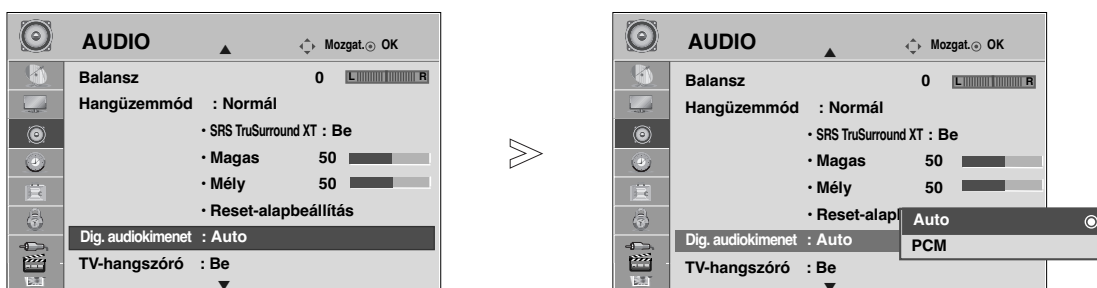 AUDIO Mozgat. OK
Balansz 0 L R
Hangüzemmód : Normál
• SRS TruSurround XT : Be
• Magas 50
• Mély 50
• Reset-alapbeállítás
Dig. audiokimenet : Auto
TV-hangszóró : Be
AUDIO Mozgat. OK
Balansz 0 L R
Hangüzemmód : Normál
• SRS TruSurround XT : Be
• Magas 50
• Mély 50
• Reset-alap
Dig. audiokimenet : Auto
TV-hangszóró : Be
Auto
PCM